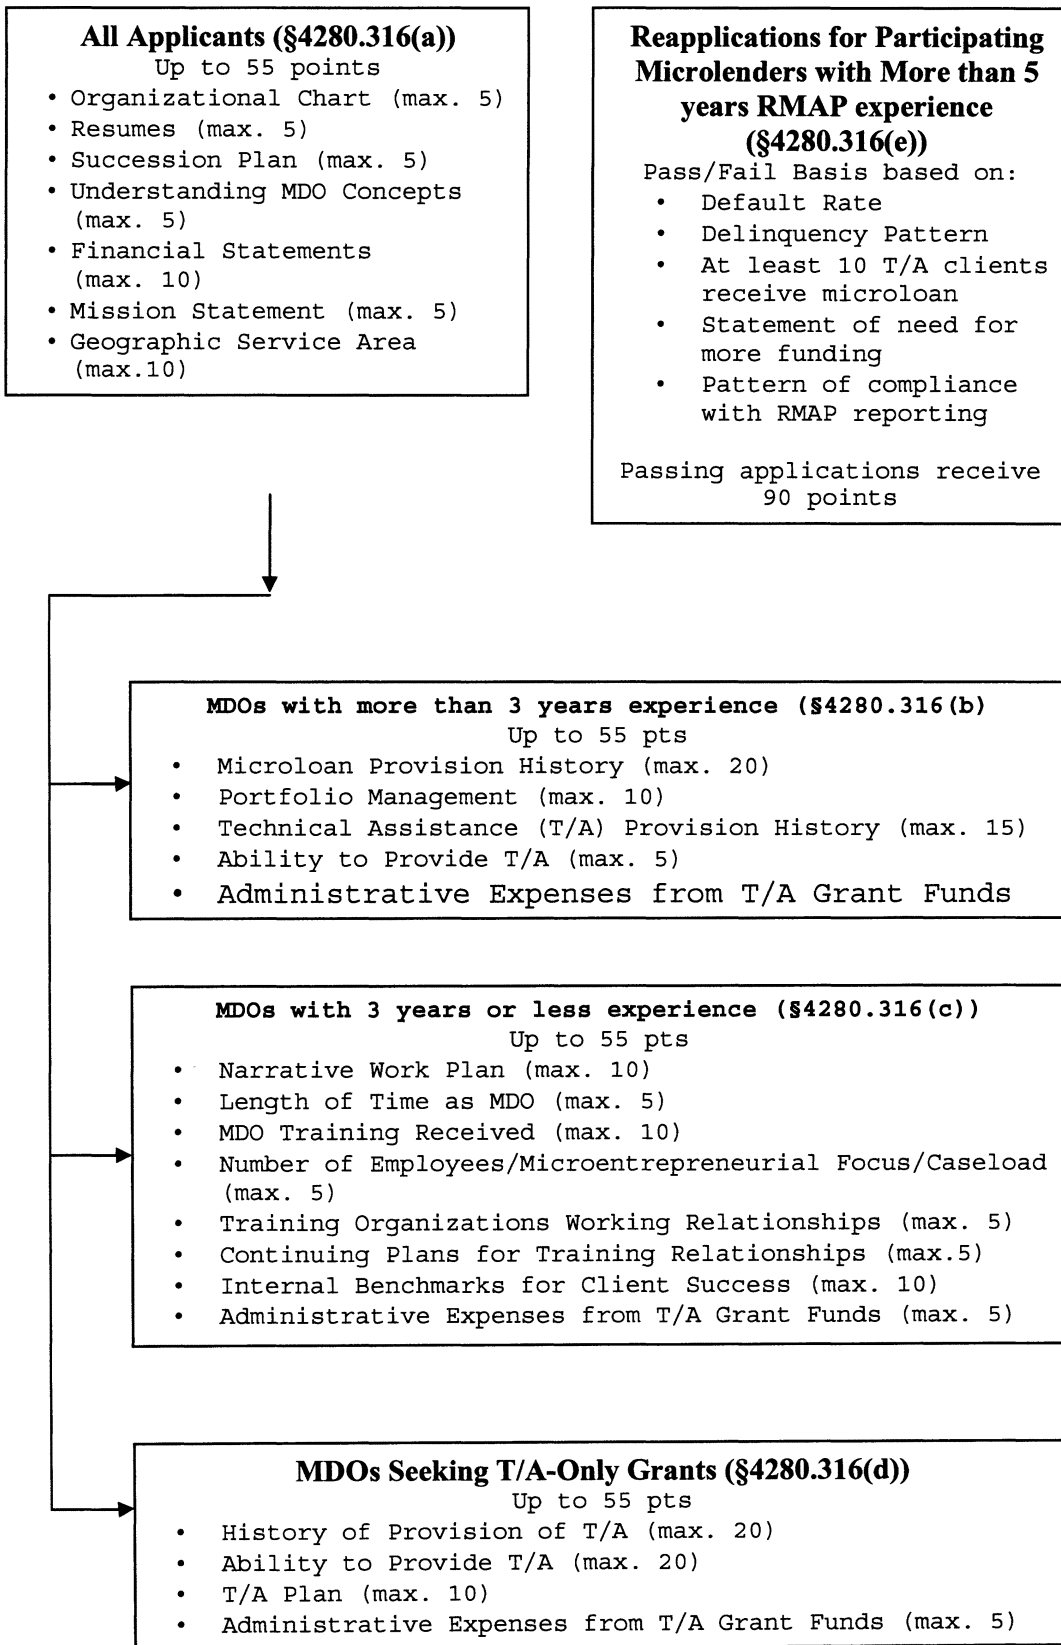 All Applicants (§4280.316(a))
Up to 55 points
• Organizational Chart (max. 5)
• Resumes (max. 5)
• Succession Plan (max. 5)
• Understanding MDO Concepts
(max. 5)
• Financial Statements
(max. 10)
• Mission Statement (max. 5)
• Geographic Service Area
(max.10)
Reapplications for Participating
Microlenders with More than 5
years RMAP experience
(§4280.316(e))
Pass/Fail Basis based on:
• Default Rate
• Delinquency Pattern
• At least 10 T/A clients
receive microloan
• Statement of need for
more funding
• Pattern of compliance
with RMAP reporting
Passing applications receive
90 points
MDOs with more than 3 years experience (§4280.316(b)
Up to 55 pts
• Microloan Provision History (max. 20)
• Portfolio Management (max. 10)
• Technical Assistance (T/A) Provision History (max. 15)
• Ability to Provide T/A (max. 5)
• Administrative Expenses from T/A Grant Funds
MDOs with 3 years or less experience (§4280.316(c))
Up to 55 pts
• Narrative Work Plan (max. 10)
• Length of Time as MDO (max. 5)
• MDO Training Received (max. 10)
• Number of Employees/Microentrepreneurial Focus/Caseload
(max. 5)
• Training Organizations Working Relationships (max. 5)
• Continuing Plans for Training Relationships (max.5)
• Internal Benchmarks for Client Success (max. 10)
• Administrative Expenses from T/A Grant Funds (max. 5)
MDOs Seeking T/A-Only Grants (§4280.316(d))
Up to 55 pts
• History of Provision of T/A (max. 20)
• Ability to Provide T/A (max. 20)
• T/A Plan (max. 10)
• Administrative Expenses from T/A Grant Funds (max. 5)